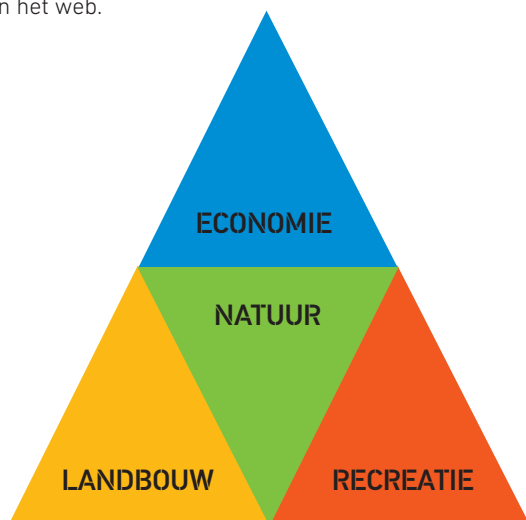 n het web.
ECONOMIE
NATUUR
LANDBOUW
RECREATIE